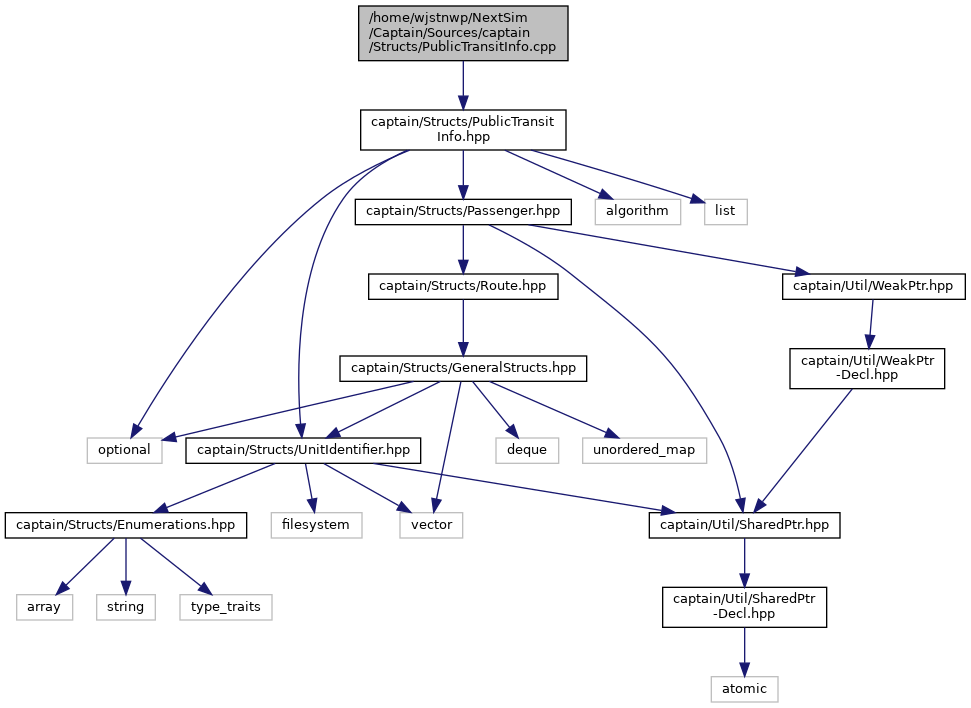 /home/wjstnwp/NextSim
/Captain/Sources/captain
/Structs/PublicTransitInfo.cpp
captain/Structs/PublicTransit
Info.hpp
captain/Structs/Passenger.hpp
algorithm
list
captain/Structs/Route.hpp
captain/Util/WeakPtr.hpp
captain/Structs/GeneralStructs.hpp
captain/Util/WeakPtr
-Decl.hpp
optional
captain/Structs/UnitIdentifier.hpp
deque
unordered_map
captain/Structs/Enumerations.hpp
filesystem
vector
captain/Util/SharedPtr.hpp
array
string
type_traits
captain/Util/SharedPtr
-Decl.hpp
atomic